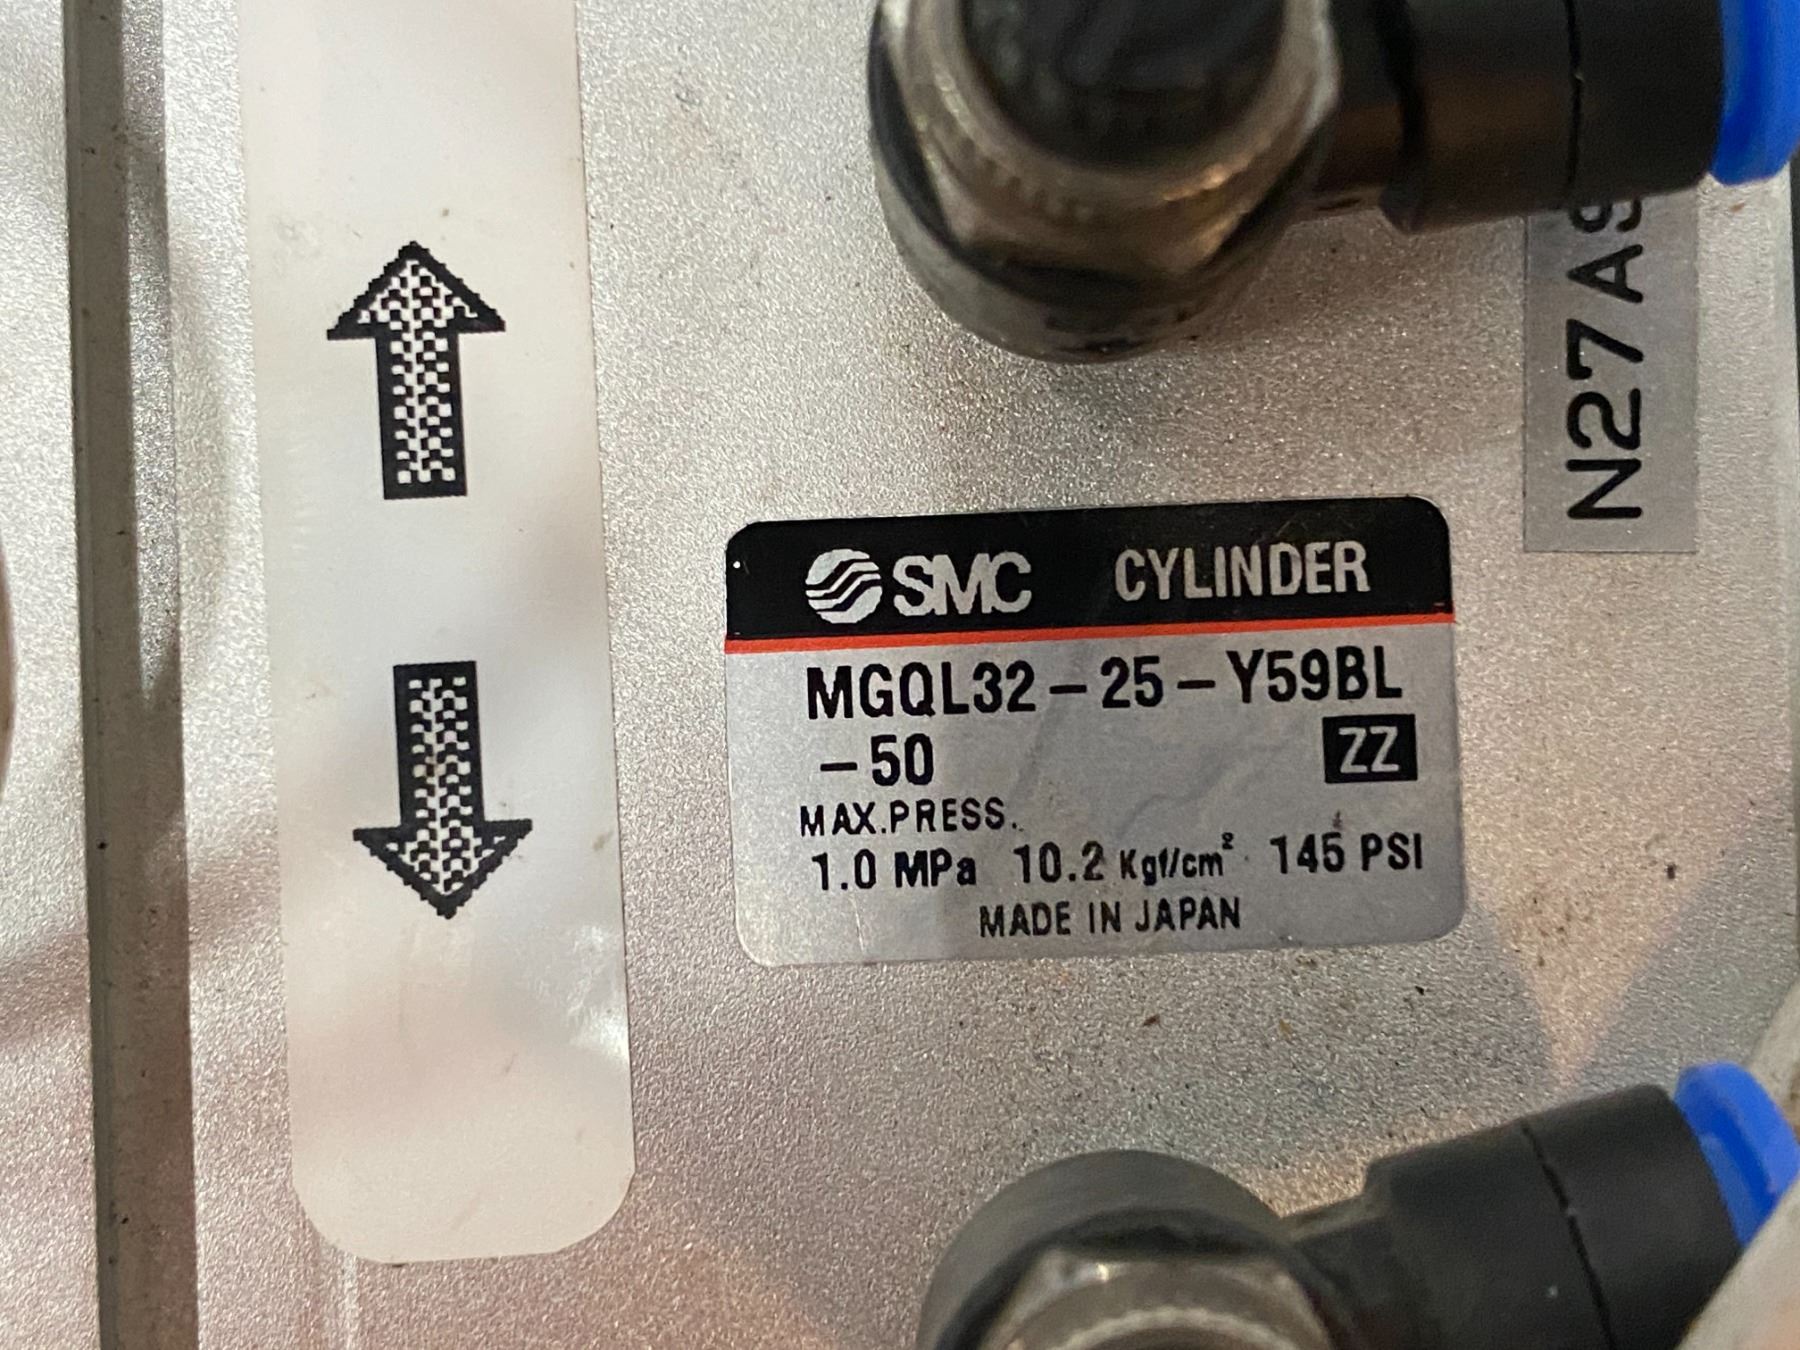 N27A
SMC CYLINDER
MGQL32-25-Y59BL
-50 ZZ
MAX.PRESS.
1.0 MPa 10.2 Kgf/cm² 145 PSI
MADE IN JAPAN